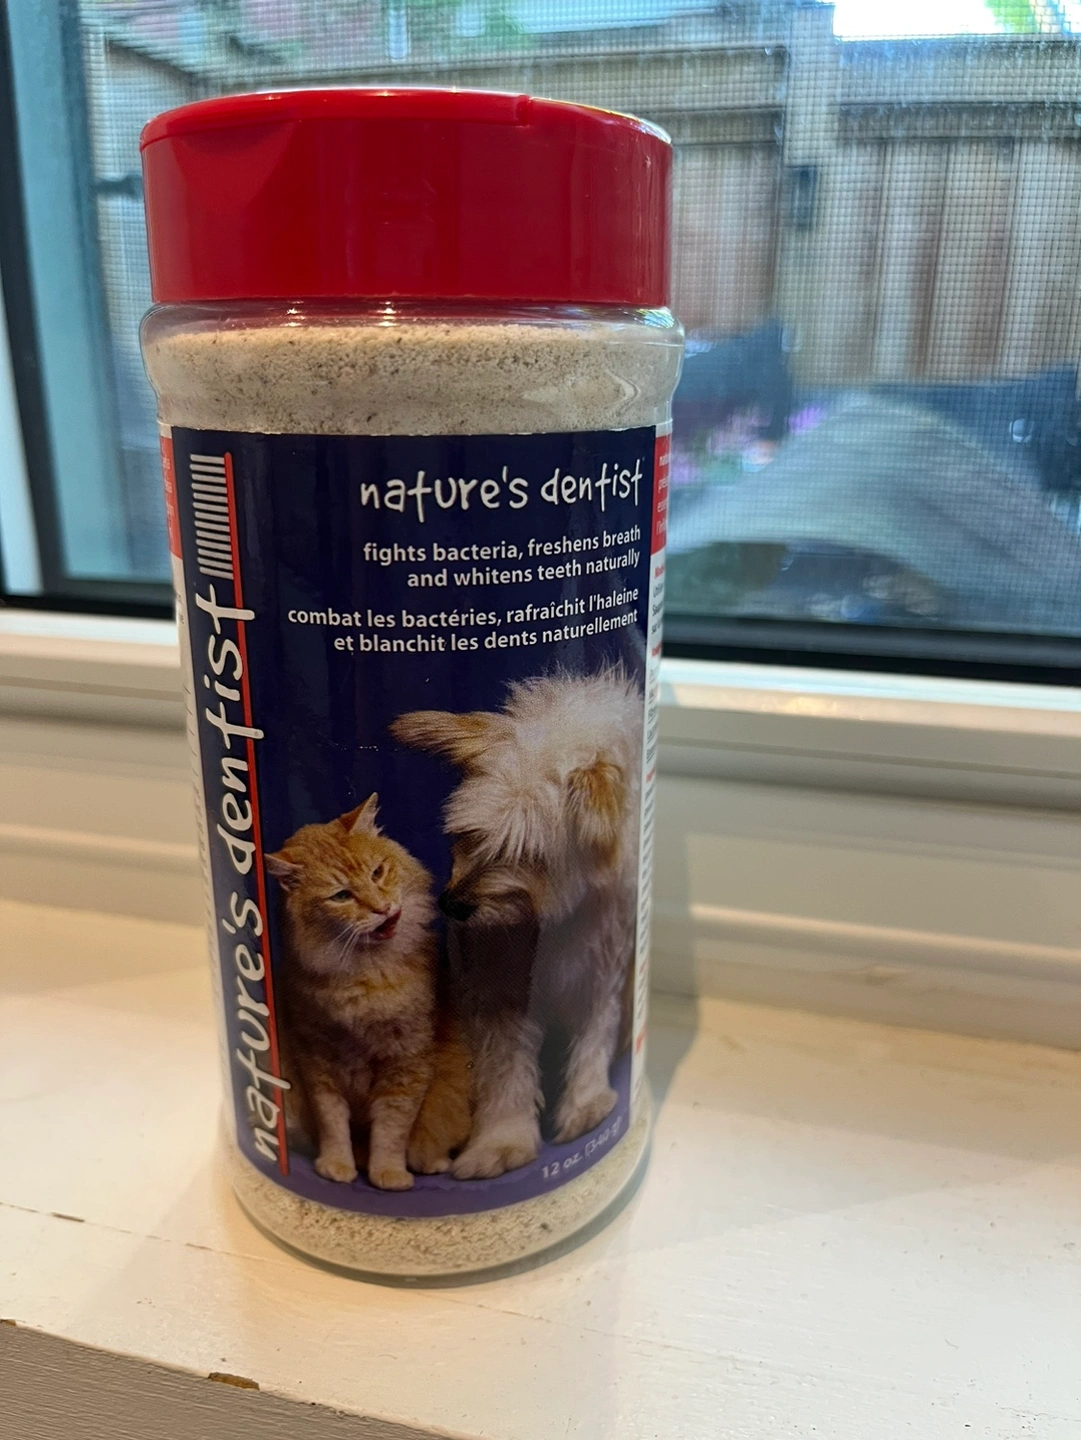 nature's dentist
fights bacteria, freshens breath
and whitens teeth naturally
combat les bactéries, rafraîchit l'haleine
et blanchit les dents naturellement
nature's dentist
12 oz. (340 g)